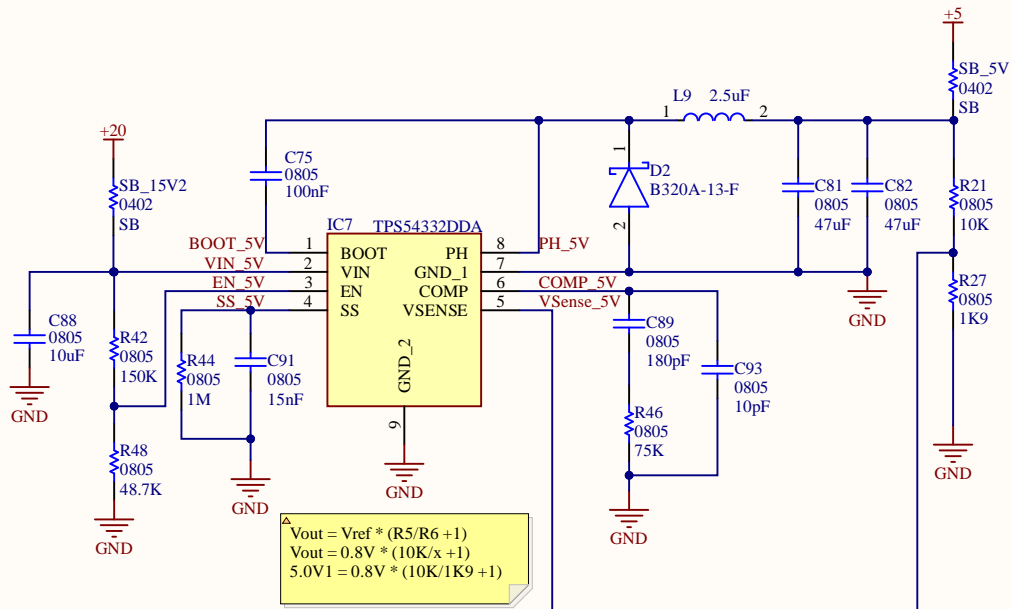 +5
SB_5V
0402
SB
L9 2.5uF
1 2
+20
SB_15V2
0402
SB
C75
0805
100nF
1
D2
B320A-13-F
2
C81
0805
47uF
C82
0805
47uF
R21
0805
10K
IC7 TPS54332DDA
BOOT_5V 1 BOOT PH 8 PH_5V
VIN_5V 2 VIN GND_1 7
EN_5V 3 EN COMP 6 COMP_5V
SS_5V 4 SS VSENSE 5 VSense_5V
GND_2
9
GND
R27
0805
1K9
GND
GND
C88
0805
10uF
GND
R42
0805
150K
R44
0805
1M
C91
0805
15nF
C89
0805
180pF
C93
0805
10pF
R46
0805
75K
GND
R48
0805
48.7K
GND
GND
Vout = Vref * (R5/R6 +1)
Vout = 0.8V * (10K/x +1)
5.0V1 = 0.8V * (10K/1K9 +1)